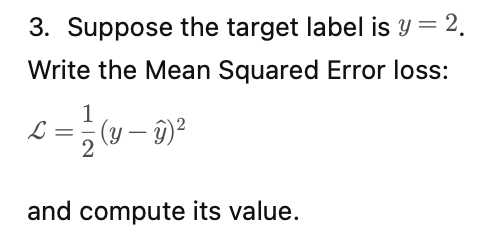 3. Suppose the target label is y = 2.
Write the Mean Squared Error loss:
ℒ = 1/2 (y − ŷ)²
and compute its value.